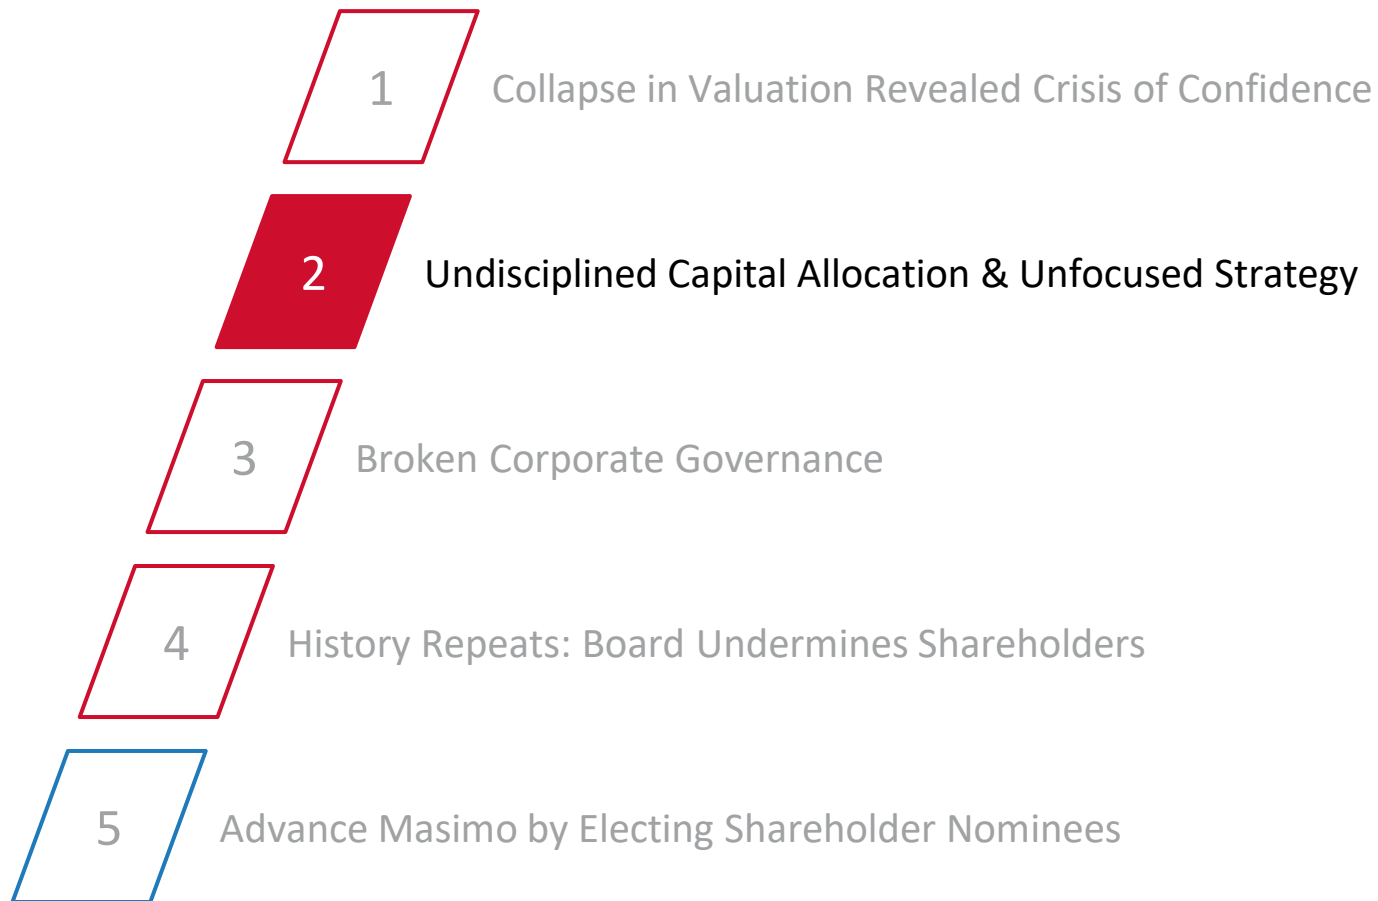 1 Collapse in Valuation Revealed Crisis of Confidence
2 Undisciplined Capital Allocation & Unfocused Strategy
3 Broken Corporate Governance
4 History Repeats: Board Undermines Shareholders
5 Advance Masimo by Electing Shareholder Nominees